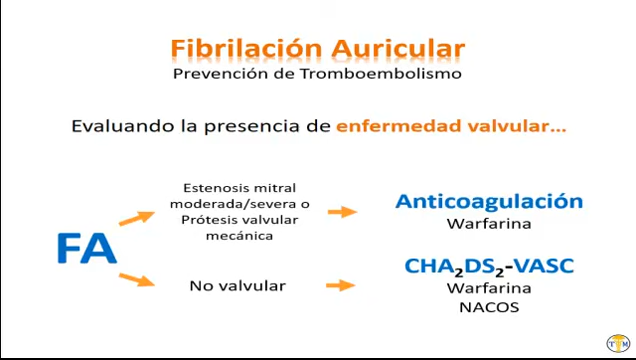 Fibrilación Auricular
Prevención de Tromboembolismo
Evaluando la presencia de enfermedad valvular...
FA
Estenosis mitral
moderada/severa o
Prótesis valvular
mecánica
Anticoagulación
Warfarina
No valvular
CHA₂DS₂-VASC
Warfarina
NACOS
TM